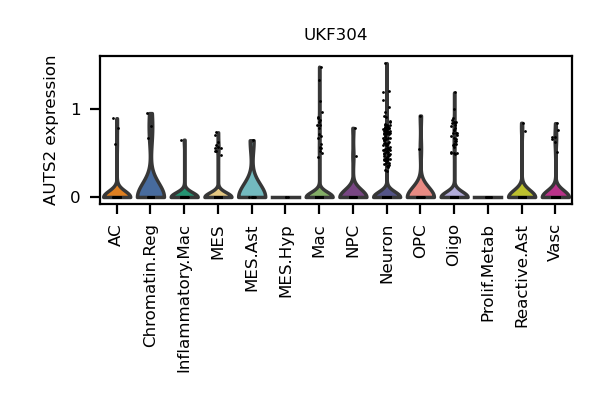 UKF304
AUTS2 expression
1
0
AC
Chromatin.Reg
Inflammatory.Mac
MES
MES.Ast
MES.Hyp
Mac
NPC
Neuron
OPC
Oligo
Prolif.Metab
Reactive.Ast
Vasc